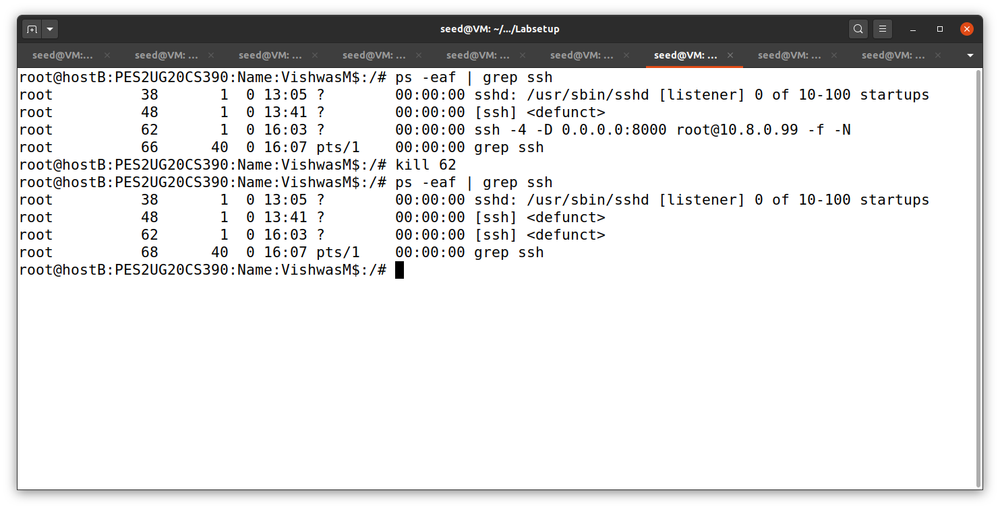 seed@VM: ~/.../Labsetup
seed@VM:... seed@VM: ... seed@VM: ... seed@VM: ... seed@VM: ... seed@VM: ... seed@VM: ... seed@VM: ... seed@VM: ...
root@hostB:PES2UG20CS390:Name:VishwasM$:/# ps -eaf | grep ssh
root          38       1  0 13:05 ?        00:00:00 sshd: /usr/sbin/sshd [listener] 0 of 10-100 startups
root          48       1  0 13:41 ?        00:00:00 [ssh] <defunct>
root          62       1  0 16:03 ?        00:00:00 ssh -4 -D 0.0.0.0:8000 root@10.8.0.99 -f -N
root          66      40  0 16:07 pts/1    00:00:00 grep ssh
root@hostB:PES2UG20CS390:Name:VishwasM$:/# kill 62
root@hostB:PES2UG20CS390:Name:VishwasM$:/# ps -eaf | grep ssh
root          38       1  0 13:05 ?        00:00:00 sshd: /usr/sbin/sshd [listener] 0 of 10-100 startups
root          48       1  0 13:41 ?        00:00:00 [ssh] <defunct>
root          62       1  0 16:03 ?        00:00:00 [ssh] <defunct>
root          68      40  0 16:07 pts/1    00:00:00 grep ssh
root@hostB:PES2UG20CS390:Name:VishwasM$:/#